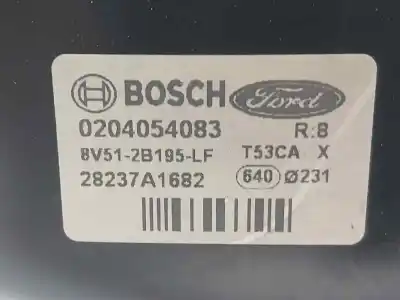 BOSCH Ford
0204054083 R:8
8V51-2B195-LF T53CA X
28237A1682 640 Ø231